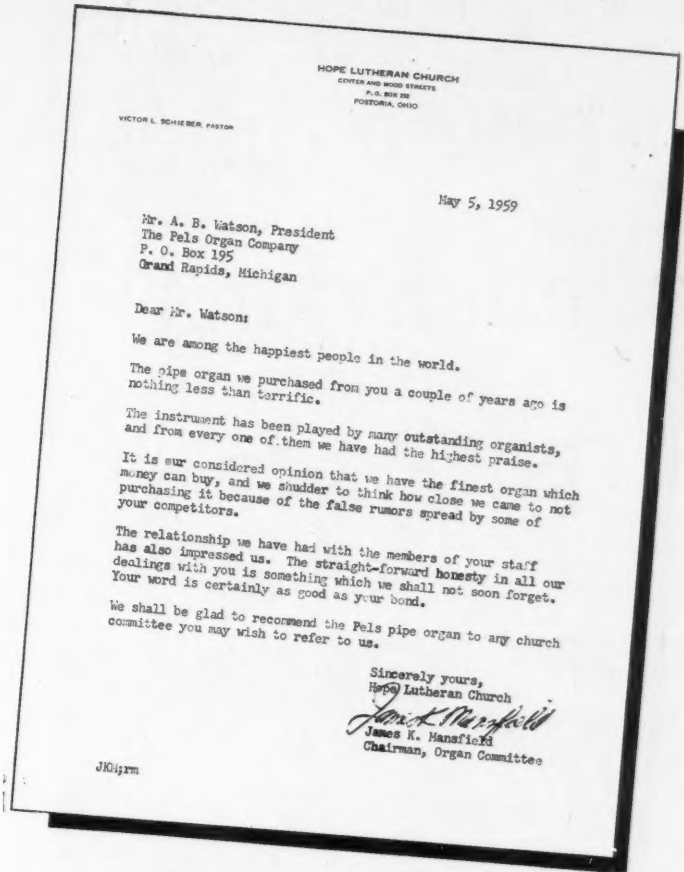 HOPE LUTHERAN CHURCH
CENTER AND WOOD STREETS
P. O. BOX
FOSTORIA, OHIO
VICTOR L. SCHIEBER, PASTOR
May 5, 1959
Mr. A. B. Watson, President
The Pels Organ Company
P. O. Box 195
Grand Rapids, Michigan
Dear Mr. Watson:
We are among the happiest people in the world.
The pipe organ we purchased from you a couple of years ago is
nothing less than terrific.
The instrument has been played by many outstanding organists,
and from every one of them we have had the highest praise.
It is our considered opinion that we have the finest organ which
money can buy, and we shudder to think how close we came to not
purchasing it because of the false rumors spread by some of
your competitors.
The relationship we have had with the members of your staff
has also impressed us. The straight-forward honesty in all our
dealings with you is something which we shall not soon forget.
Your word is certainly as good as your bond.
We shall be glad to recommend the Pels pipe organ to any church
committee you may wish to refer to us.
Sincerely yours,
Hope Lutheran Church
James K Mansfield
James K. Mansfield
Chairman, Organ Committee
JKM;rm